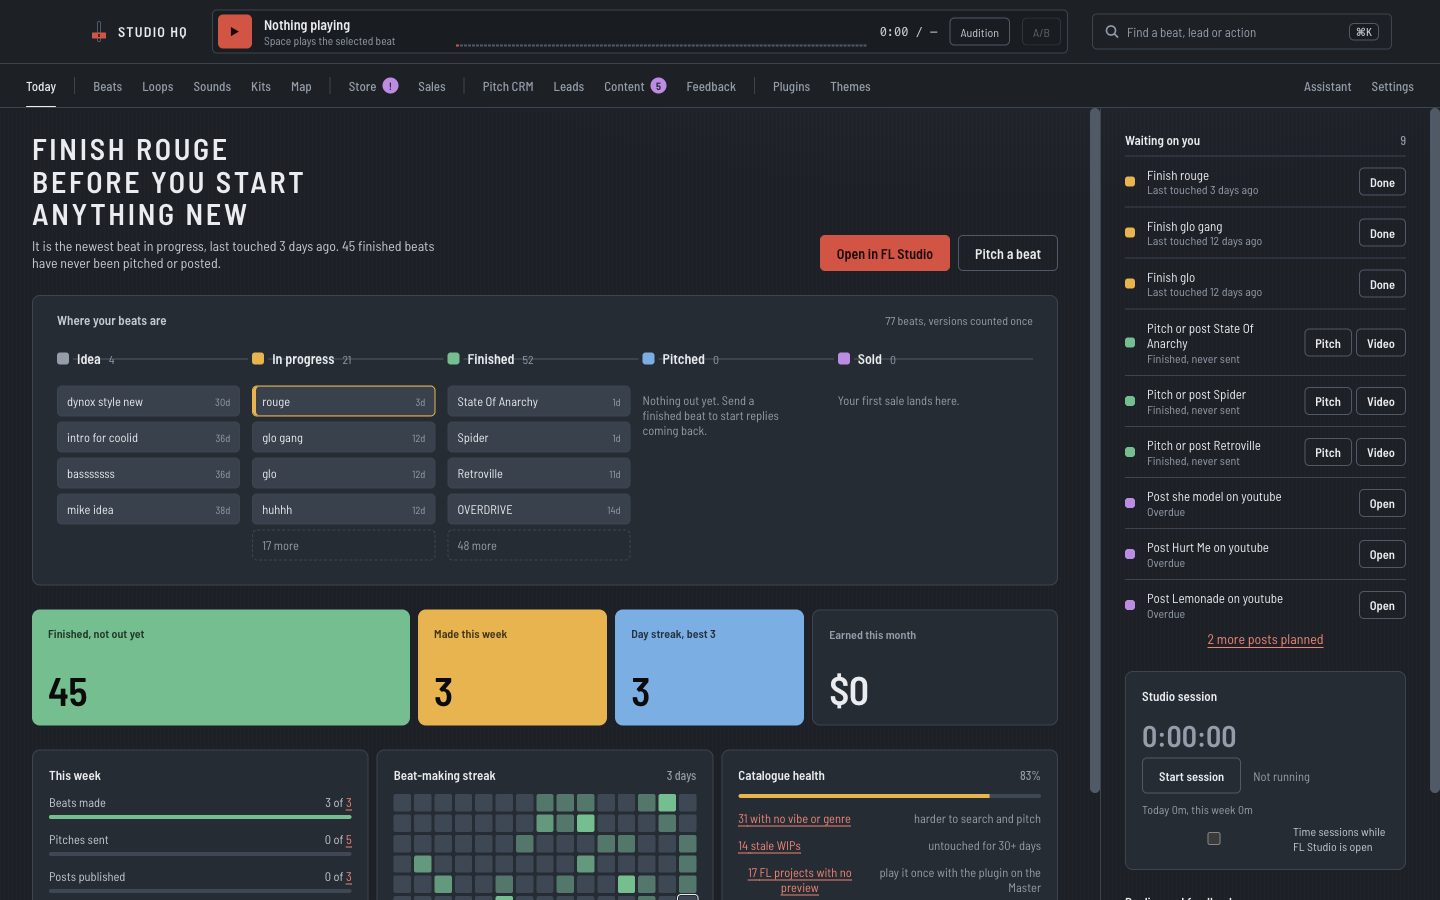 STUDIO HQ
Nothing playing
Space plays the selected beat
0:00 / –
Audition
A/B
Find a beat, lead or action
⌘K
Today
Beats
Loops
Sounds
Kits
Map
Store !
Sales
Pitch CRM
Leads
Content 5
Feedback
Plugins
Themes
Assistant
Settings
FINISH ROUGE
BEFORE YOU START
ANYTHING NEW
It is the newest beat in progress, last touched 3 days ago. 45 finished beats
have never been pitched or posted.
Open in FL Studio
Pitch a beat
Where your beats are
77 beats, versions counted once
Idea 4
In progress 21
Finished 52
Pitched 0
Sold 0
dynox style new 30d
intro for coolid 36d
basssssss 36d
mike idea 38d
rouge 3d
glo gang 12d
glo 12d
huhhh 12d
17 more
State Of Anarchy 1d
Spider 1d
Retroville 11d
OVERDRIVE 14d
48 more
Nothing out yet. Send a
finished beat to start replies
coming back.
Your first sale lands here.
Finished, not out yet
45
Made this week
3
Day streak, best 3
3
Earned this month
$0
This week
Beats made 3 of 3
Pitches sent 0 of 5
Posts published 0 of 3
Beat-making streak 3 days
Catalogue health 83%
31 with no vibe or genre harder to search and pitch
14 stale WIPs untouched for 30+ days
17 FL projects with no
preview
play it once with the plugin on the
Master
Waiting on you 9
Finish rouge
Last touched 3 days ago
Done
Finish glo gang
Last touched 12 days ago
Done
Finish glo
Last touched 12 days ago
Done
Pitch or post State Of
Anarchy
Finished, never sent
Pitch
Video
Pitch or post Spider
Finished, never sent
Pitch
Video
Pitch or post Retroville
Finished, never sent
Pitch
Video
Post she model on youtube
Overdue
Open
Post Hurt Me on youtube
Overdue
Open
Post Lemonade on youtube
Overdue
Open
2 more posts planned
Studio session
0:00:00
Start session
Not running
Today 0m, this week 0m
Time sessions while
FL Studio is open